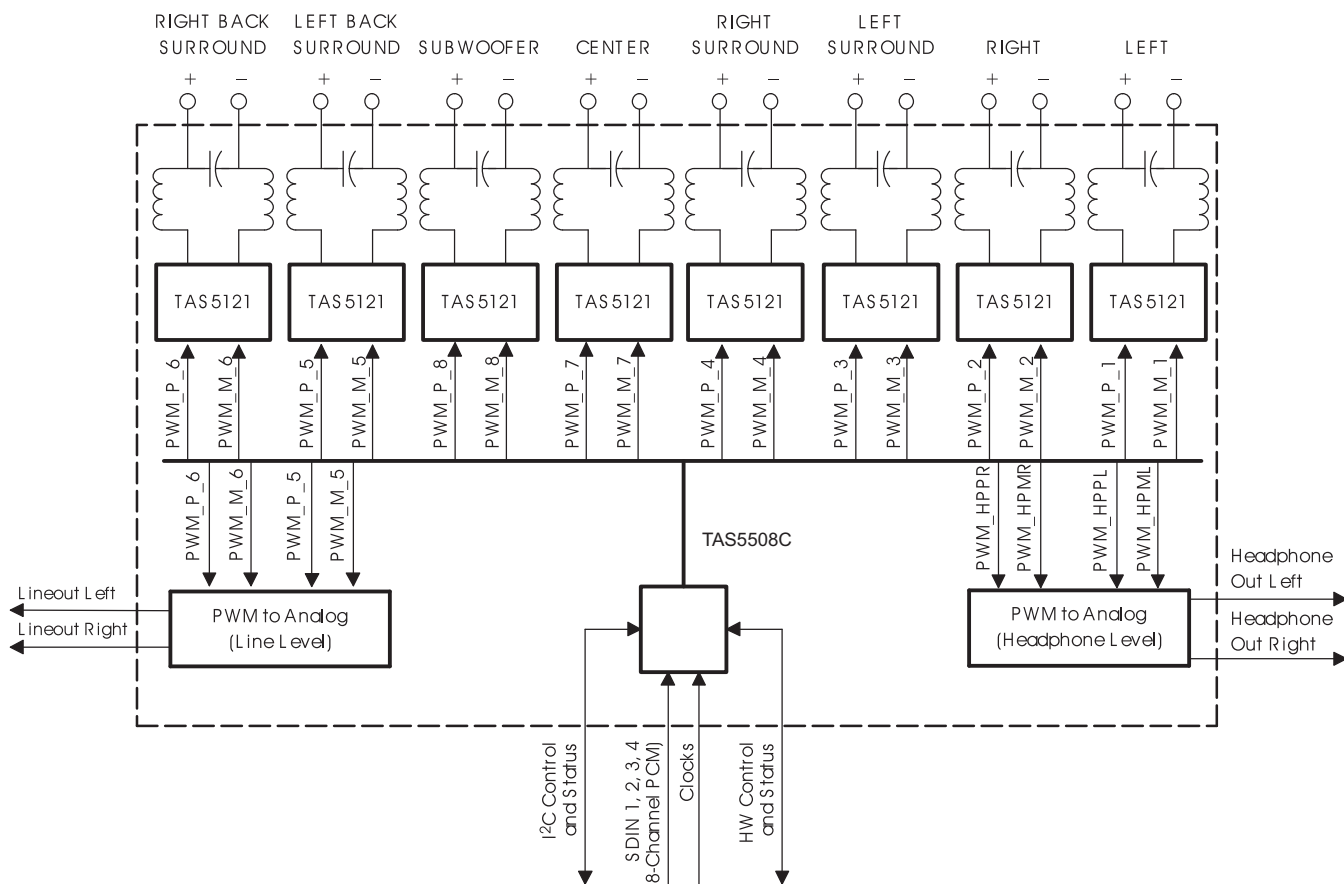 RIGHT BACK
SURROUND
LEFT BACK
SURROUND
SUBWOOFER
CENTER
RIGHT
SURROUND
LEFT
SURROUND
RIGHT
LEFT
+ − + − + − + − + − + − + − + −
TAS5121 TAS5121 TAS5121 TAS5121 TAS5121 TAS5121 TAS5121 TAS5121
PWM_P_6
PWM_M_6
PWM_P_5
PWM_M_5
PWM_P_8
PWM_M_8
PWM_P_7
PWM_M_7
PWM_P_4
PWM_M_4
PWM_P_3
PWM_M_3
PWM_P_2
PWM_M_2
PWM_P_1
PWM_M_1
PWM_P_6
PWM_M_6
PWM_P_5
PWM_M_5
PWM_HPPR
PWM_HPMR
PWM_HPPL
PWM_HPML
TAS5508C
Lineout Left
Lineout Right
PWM to Analog
(Line Level)
PWM to Analog
(Headphone Level)
Headphone
Out Left
Headphone
Out Right
I²C Control
and Status
SDIN 1, 2, 3, 4
8-Channel PCM)
Clocks
HW Control
and Status